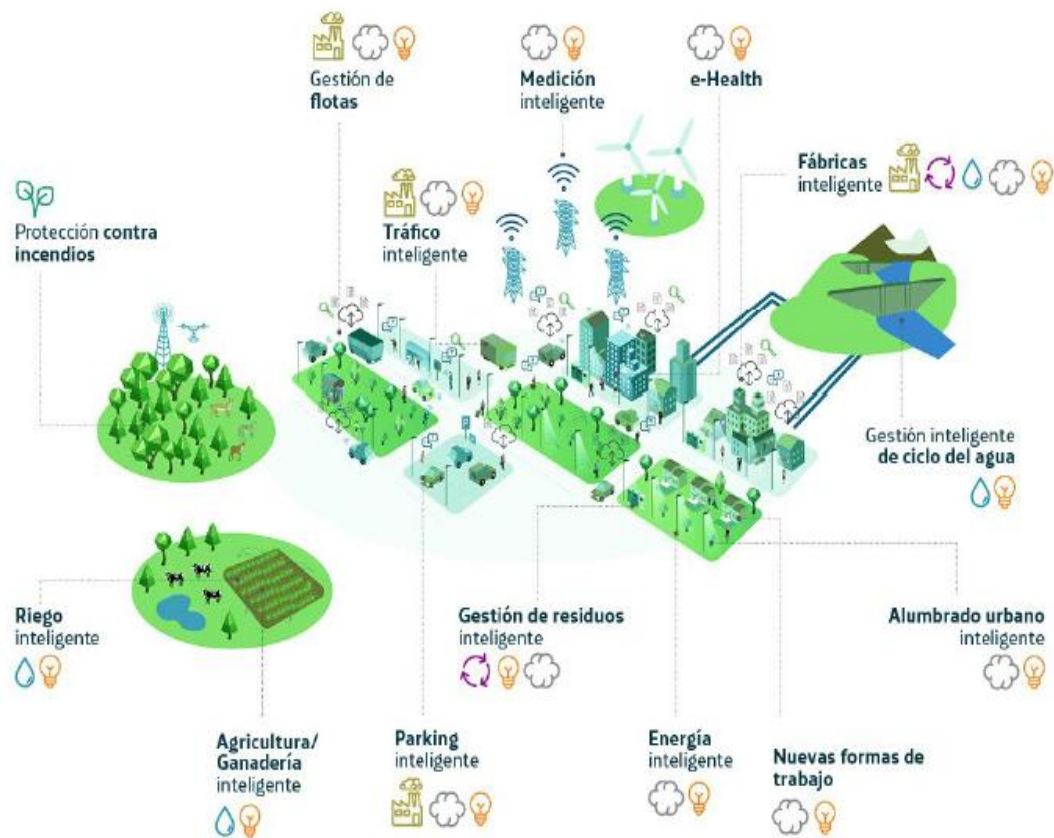 Gestión de
flotas
Medición
inteligente
e-Health
Fábricas
inteligente
Protección contra
incendios
Tráfico
inteligente
Gestión inteligente
de ciclo del agua
Riego
inteligente
Gestión de residuos
inteligente
Alumbrado urbano
inteligente
Agricultura/
Ganadería
inteligente
Parking
inteligente
Energía
inteligente
Nuevas formas de
trabajo